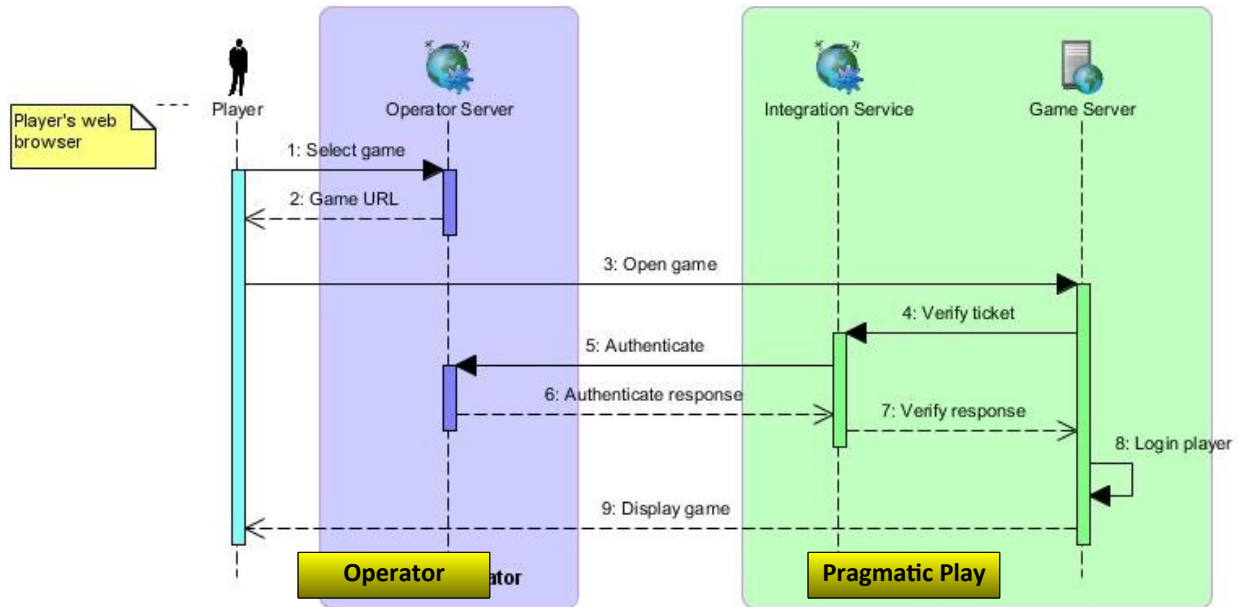 Player
Operator Server
Integration Service
Game Server
Player's web
browser
1: Select game
2: Game URL
3: Open game
4: Verify ticket
5: Authenticate
6: Authenticate response
7: Verify response
8: Login player
9: Display game
Operator
ator
Pragmatic Play